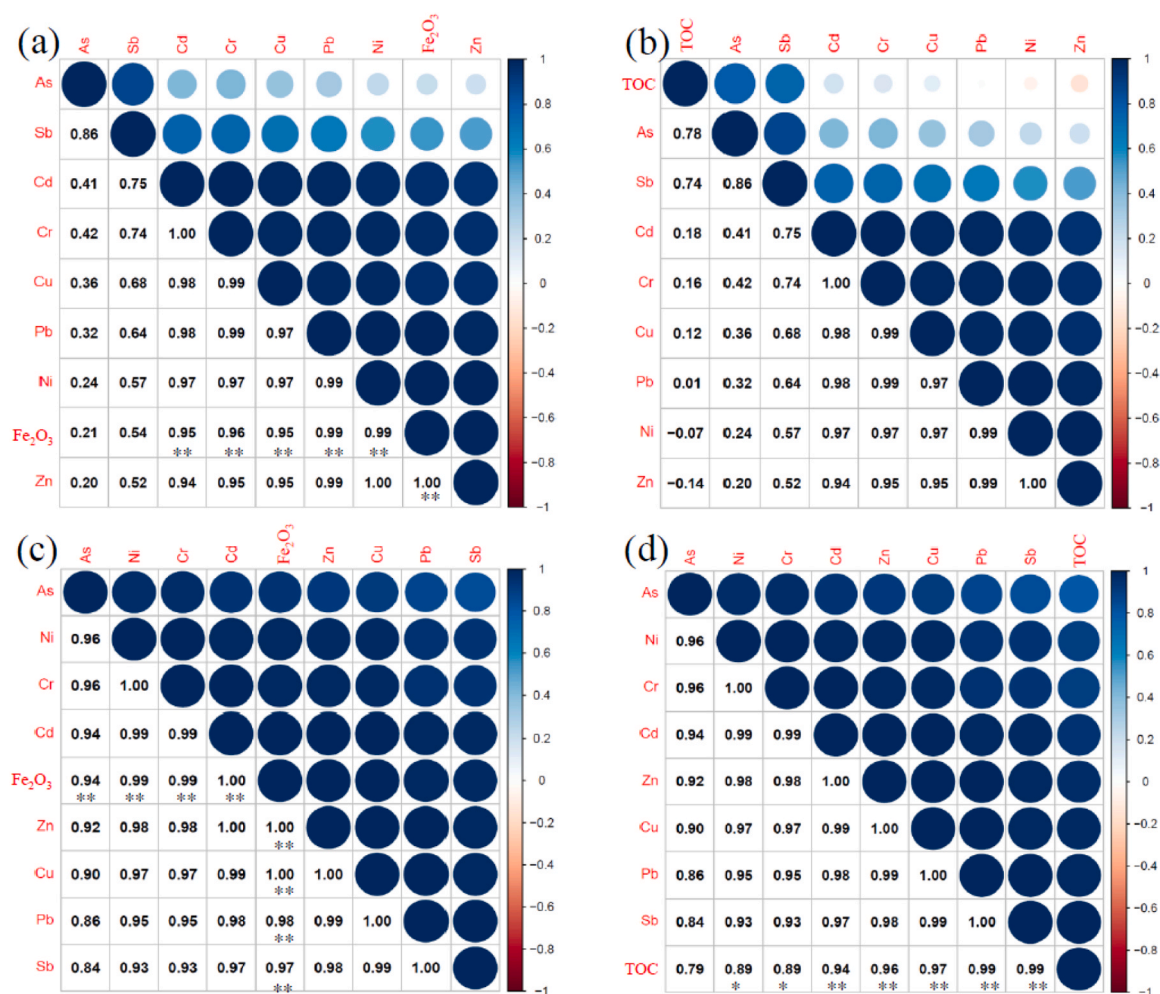 (a)
As Sb Cd Cr Cu Pb Ni Fe₂O₃ Zn
As
Sb 0.86
Cd 0.41 0.75
Cr 0.42 0.74 1.00
Cu 0.36 0.68 0.98 0.99
Pb 0.32 0.64 0.98 0.99 0.97
Ni 0.24 0.57 0.97 0.97 0.97 0.99
Fe₂O₃ 0.21 0.54 0.95 0.96 0.95 0.99 0.99
** ** ** ** **
Zn 0.20 0.52 0.94 0.95 0.95 0.99 1.00 1.00
**
1
0.8
0.6
0.4
0.2
0
−0.2
−0.4
−0.6
−0.8
−1
(b)
TOC As Sb Cd Cr Cu Pb Ni Zn
TOC
As 0.78
Sb 0.74 0.86
Cd 0.18 0.41 0.75
Cr 0.16 0.42 0.74 1.00
Cu 0.12 0.36 0.68 0.98 0.99
Pb 0.01 0.32 0.64 0.98 0.99 0.97
Ni −0.07 0.24 0.57 0.97 0.97 0.97 0.99
Zn −0.14 0.20 0.52 0.94 0.95 0.95 0.99 1.00
1
0.8
0.6
0.4
0.2
0
−0.2
−0.4
−0.6
−0.8
−1
(c)
As Ni Cr Cd Fe₂O₃ Zn Cu Pb Sb
As
Ni 0.96
Cr 0.96 1.00
Cd 0.94 0.99 0.99
Fe₂O₃ 0.94 0.99 0.99 1.00
** ** ** **
Zn 0.92 0.98 0.98 1.00 1.00
**
Cu 0.90 0.97 0.97 0.99 1.00 1.00
**
Pb 0.86 0.95 0.95 0.98 0.98 0.99 1.00
**
Sb 0.84 0.93 0.93 0.97 0.97 0.98 0.99 1.00
**
1
0.8
0.6
0.4
0.2
0
−0.2
−0.4
−0.6
−0.8
−1
(d)
As Ni Cr Cd Zn Cu Pb Sb TOC
As
Ni 0.96
Cr 0.96 1.00
Cd 0.94 0.99 0.99
Zn 0.92 0.98 0.98 1.00
Cu 0.90 0.97 0.97 0.99 1.00
Pb 0.86 0.95 0.95 0.98 0.99 1.00
Sb 0.84 0.93 0.93 0.97 0.98 0.99 1.00
TOC 0.79 0.89 0.89 0.94 0.96 0.97 0.99 0.99
* * ** ** ** ** **
1
0.8
0.6
0.4
0.2
0
−0.2
−0.4
−0.6
−0.8
−1